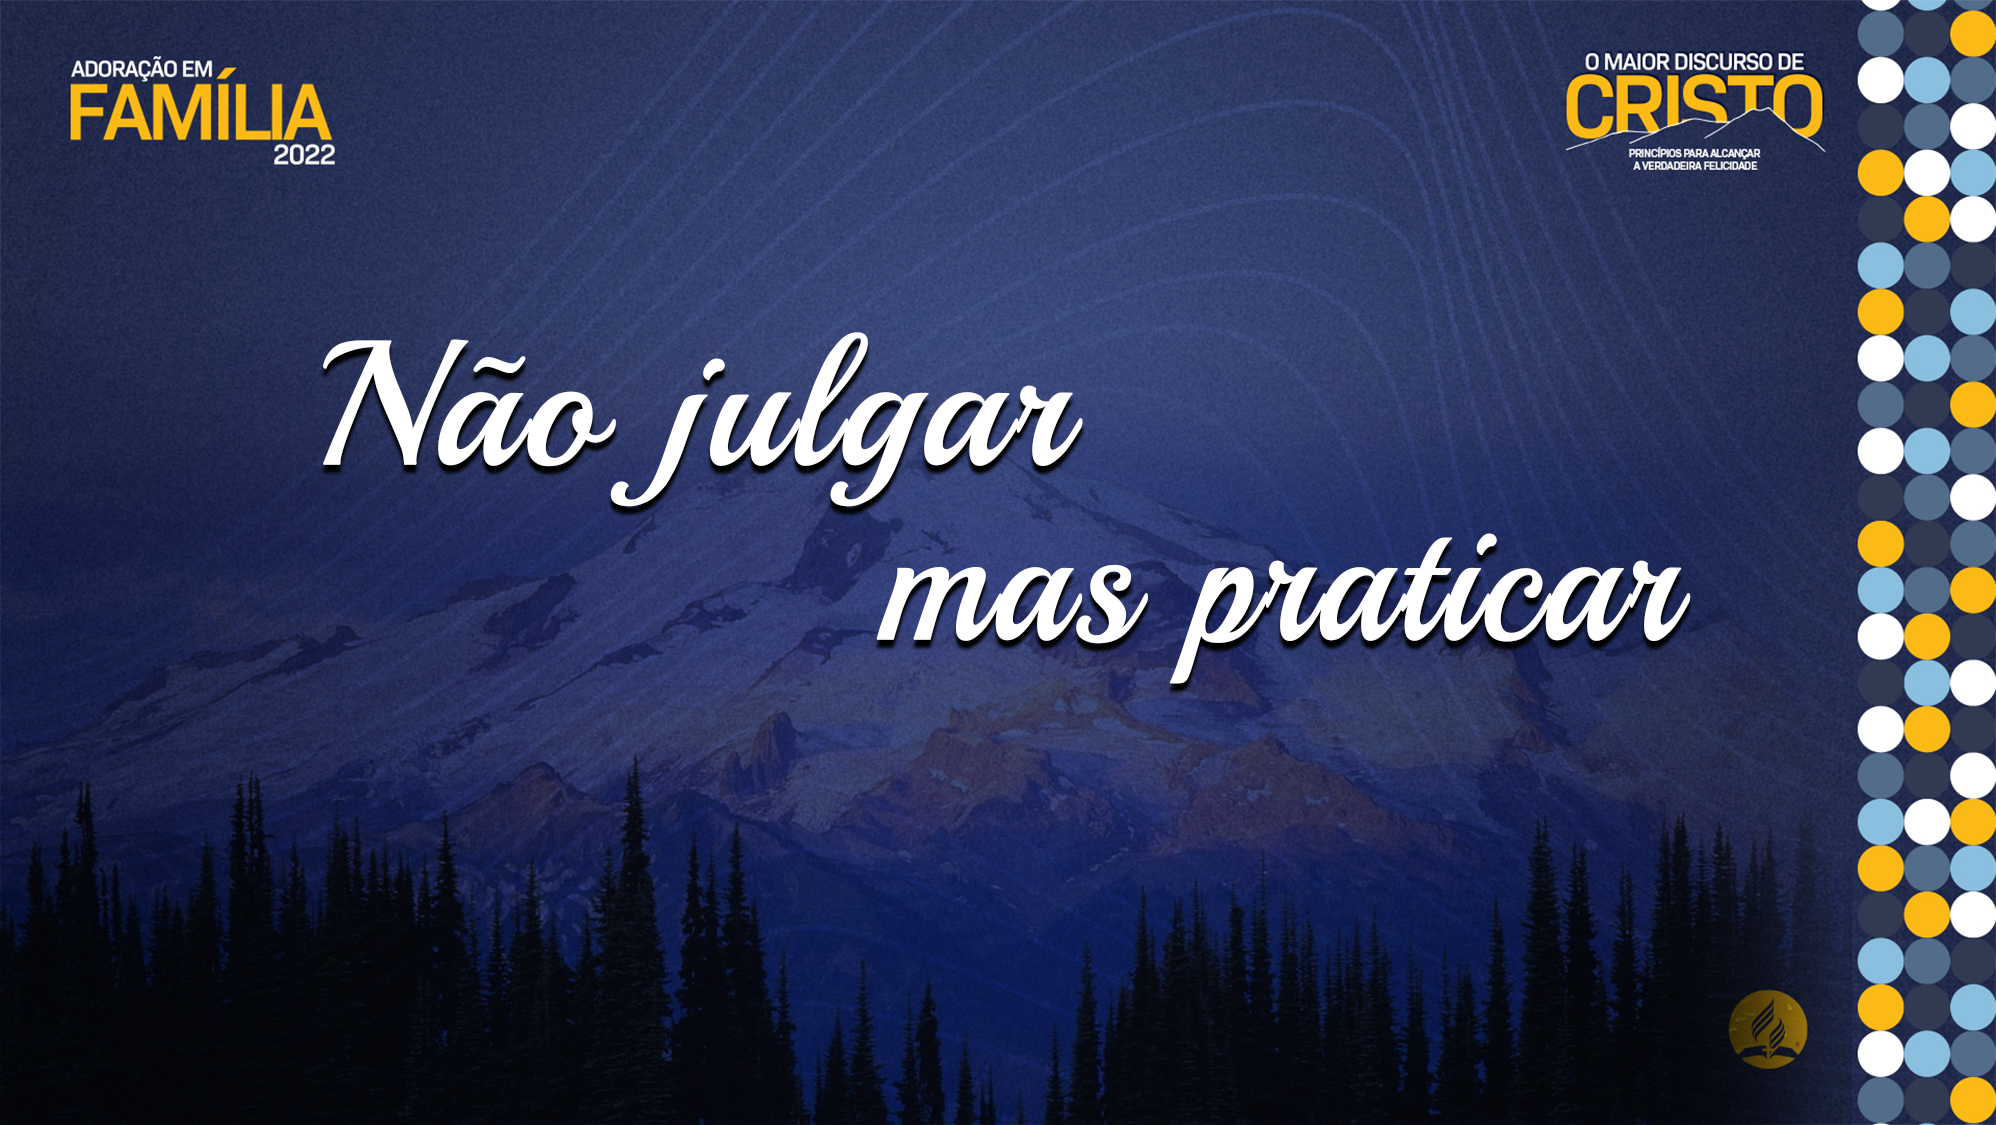 ADORAÇÃO EM
FAMÍLIA
2022
O MAIOR DISCURSO DE
CRISTO
PRINCÍPIOS PARA ALCANÇAR
A VERDADEIRA FELICIDADE
Não julgar
mas praticar